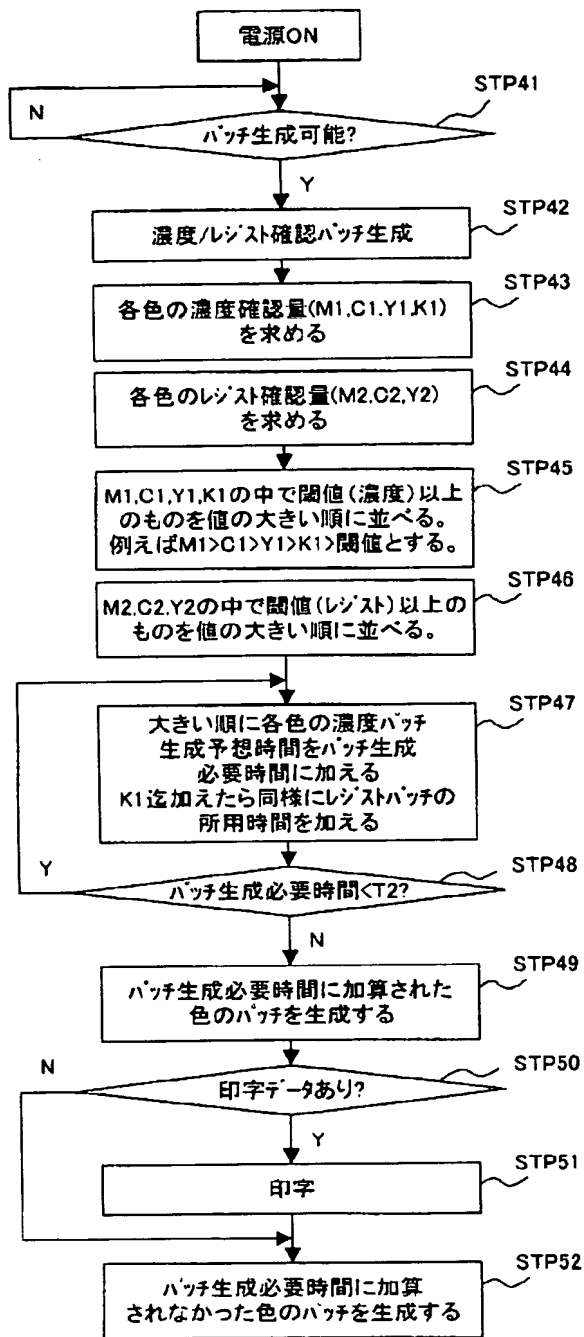 電源ON
STP41
N
パッチ生成可能?
Y
STP42
濃度/レジスト確認パッチ生成
STP43
各色の濃度確認量(M1,C1,Y1,K1)
を求める
STP44
各色のレジスト確認量(M2,C2,Y2)
を求める
STP45
M1,C1,Y1,K1の中で閾値(濃度)以上
のものを値の大きい順に並べる。
例えばM1>C1>Y1>K1>閾値とする。
STP46
M2,C2,Y2の中で閾値(レジスト)以上の
ものを値の大きい順に並べる。
STP47
大きい順に各色の濃度パッチ
生成予想時間をパッチ生成
必要時間に加える
K1迄加えたら同様にレジストパッチの
所用時間を加える
Y
STP48
パッチ生成必要時間<T2?
N
STP49
パッチ生成必要時間に加算された
色のパッチを生成する
N
STP50
印字データあり?
Y
STP51
印字
STP52
パッチ生成必要時間に加算
されなかった色のパッチを生成する